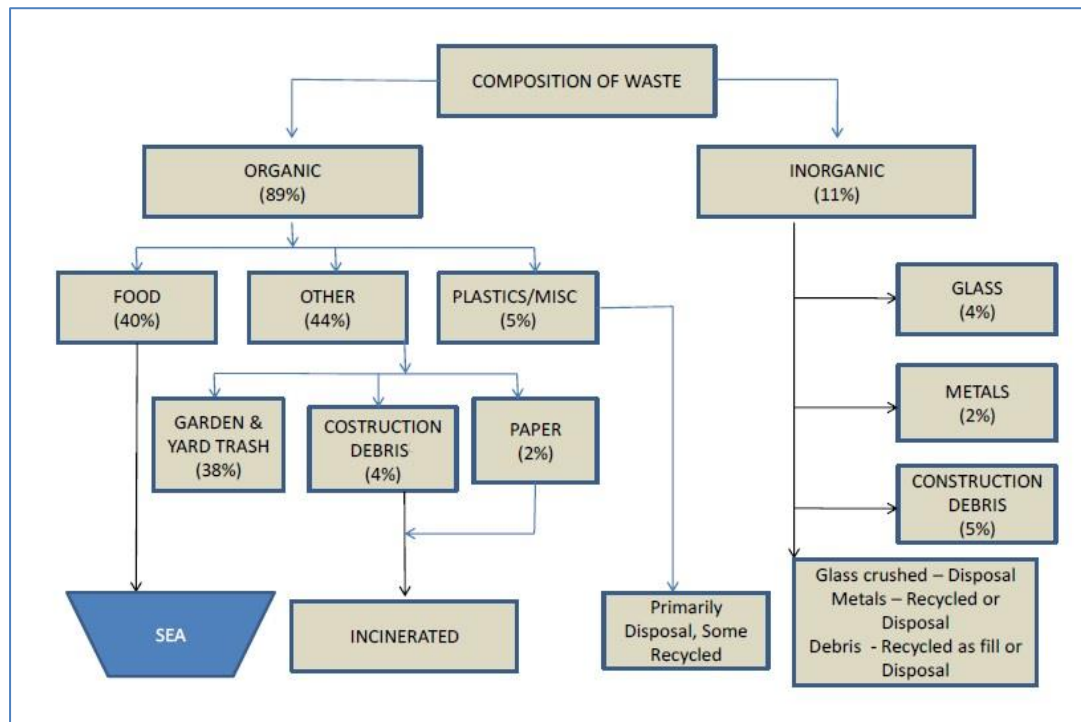 COMPOSITION OF WASTE
ORGANIC
(89%)
INORGANIC
(11%)
FOOD
(40%)
OTHER
(44%)
PLASTICS/MISC
(5%)
GLASS
(4%)
GARDEN &
YARD TRASH
(38%)
COSTRUCTION
DEBRIS
(4%)
PAPER
(2%)
METALS
(2%)
CONSTRUCTION
DEBRIS
(5%)
SEA
INCINERATED
Primarily
Disposal, Some
Recycled
Glass crushed – Disposal
Metals – Recycled or
Disposal
Debris - Recycled as fill or
Disposal